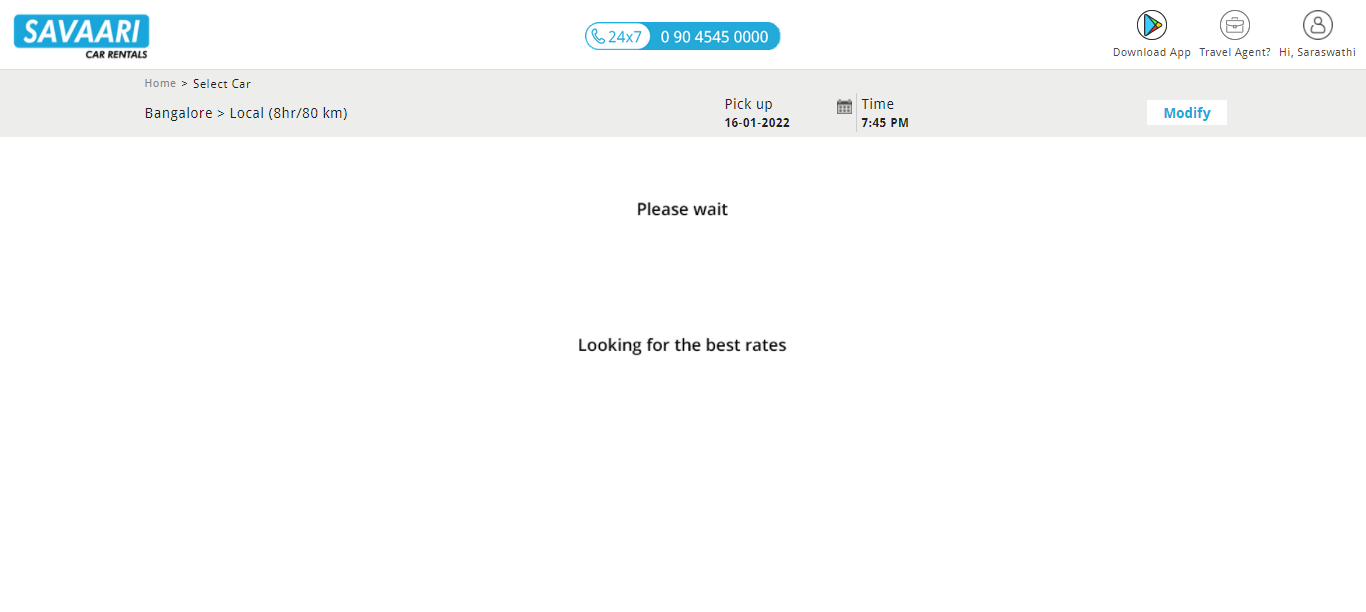 SAVAARI
CAR RENTALS
24x7 0 90 4545 0000
Download App Travel Agent? Hi, Saraswathi
Home > Select Car
Bangalore > Local (8hr/80 km)
Pick up
16-01-2022
Time
7:45 PM
Modify
Please wait
Looking for the best rates